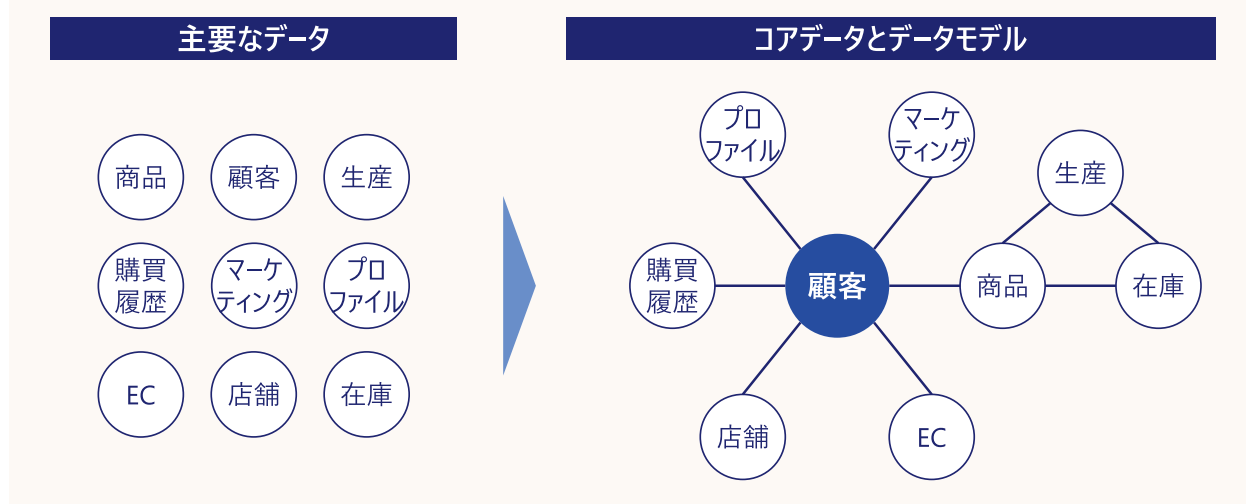 主要なデータ
商品
顧客
生産
購買
履歴
マーケ
ティング
プロ
ファイル
EC
店舗
在庫
コアデータとデータモデル
プロ
ファイル
マーケ
ティング
生産
購買
履歴
顧客
商品
在庫
店舗
EC